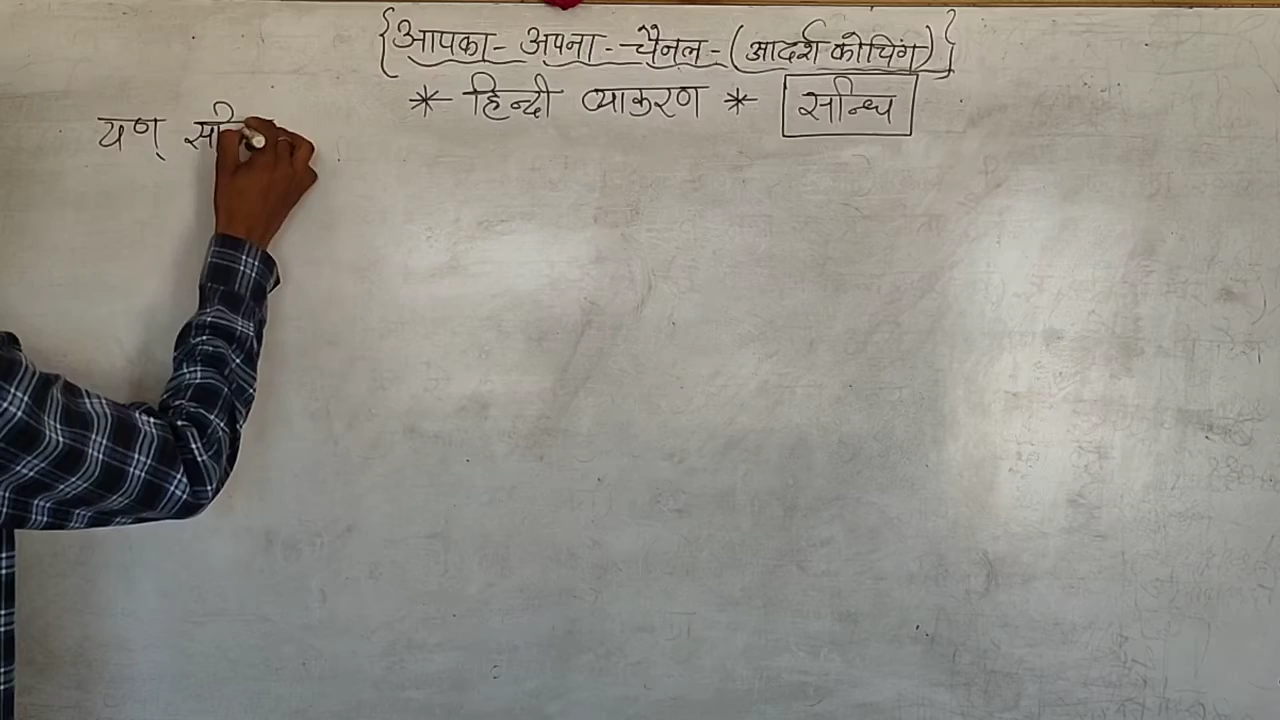 {आपका - अपना - चैनल - (आदर्श कोचिंग)}
* हिन्दी व्याकरण * सन्धि
यण्